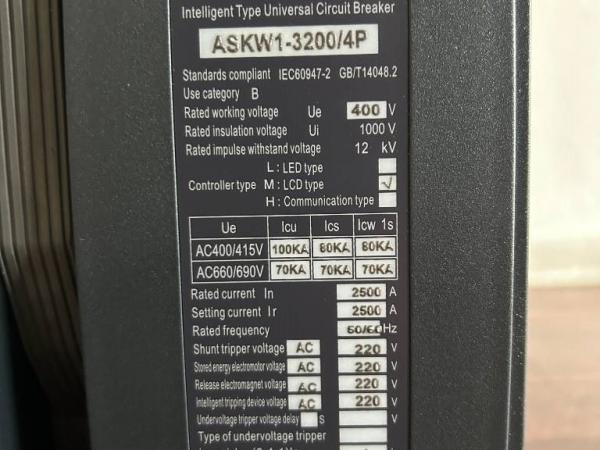 Intelligent Type Universal Circuit Breaker
ASKW1-3200/4P
Standards compliant IEC60947-2 GB/T14048.2
Use category B
Rated working voltage Ue 400 V
Rated insulation voltage Ui 1000 V
Rated impulse withstand voltage 12 kV
L : LED type
Controller type M : LCD type √
H : Communication type
Ue Icu Ics Icw 1s
AC400/415V 100KA 80KA 80KA
AC660/690V 70KA 70KA 70KA
Rated current In 2500 A
Setting current Ir 2500 A
Rated frequency 50/60 Hz
Shunt tripper voltage AC 220 V
Stored energy electromotor voltage AC 220 V
Release electromagnet voltage AC 220 V
Intelligent tripping device voltage AC 220 V
Undervoltage tripper voltage delay S V
Type of undervoltage tripper